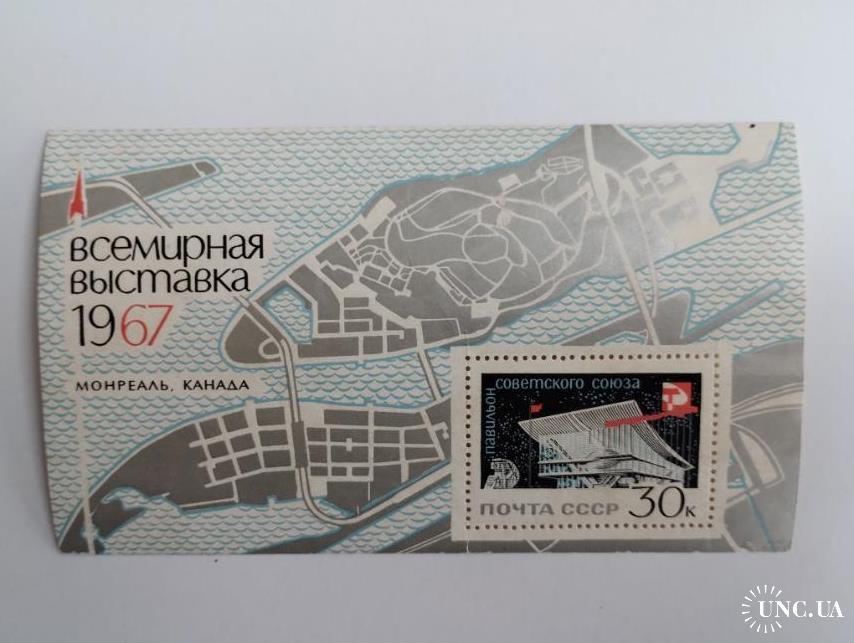 всемирная
выставка
1967
МОНРЕАЛЬ, КАНАДА
павильон
советского союза
ПОЧТА СССР 30к
UNC.UA